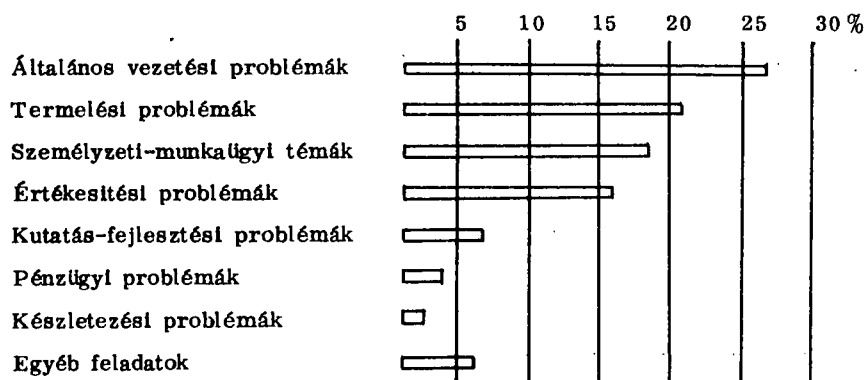 5 10 15 20 25 30 %
Általános vezetési problémák
Termelési problémák
Személyzeti-munkaügyi témák
Értékesitési problémák
Kutatás-fejlesztési problémák
Pénzügyi problémák
Készletezési problémák
Egyéb feladatok